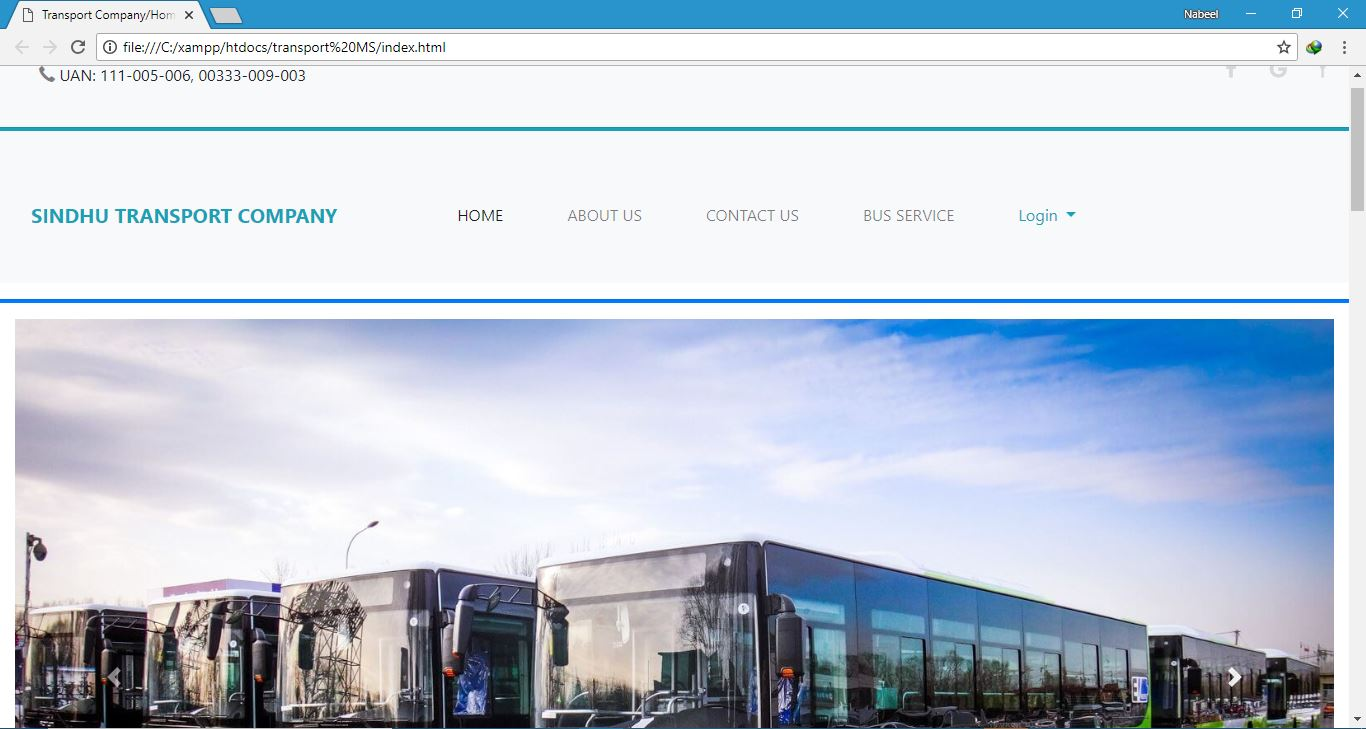 Transport Company/Hom
Nabeel
file:///C:/xampp/htdocs/transport%20MS/index.html
UAN: 111-005-006, 00333-009-003
SINDHU TRANSPORT COMPANY
HOME
ABOUT US
CONTACT US
BUS SERVICE
Login